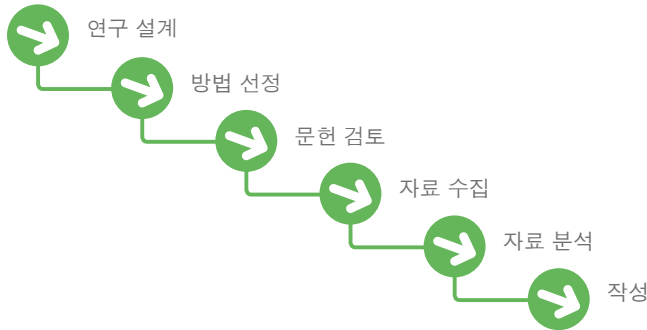 연구 설계
방법 선정
문헌 검토
자료 수집
자료 분석
작성